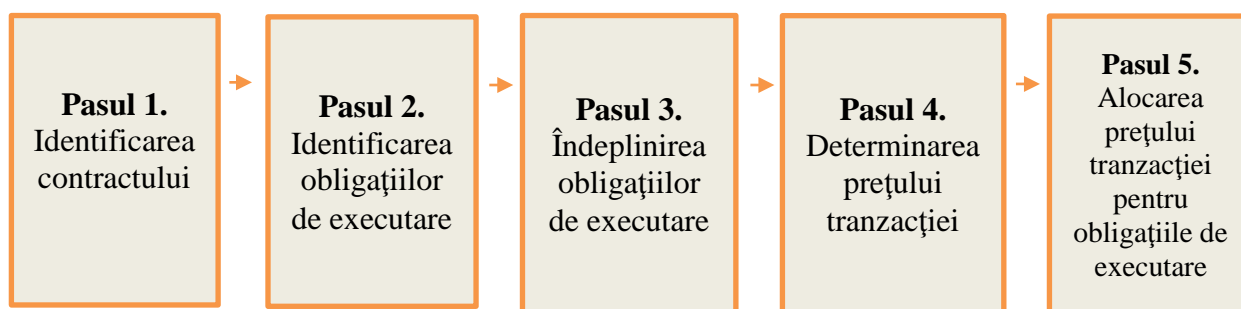 Pasul 1.
Identificarea
contractului
Pasul 2.
Identificarea
obligaţiilor
de executare
Pasul 3.
Îndeplinirea
obligaţiilor
de executare
Pasul 4.
Determinarea
preţului
tranzacţiei
Pasul 5.
Alocarea
preţului
tranzacţiei
pentru
obligaţiile de
executare